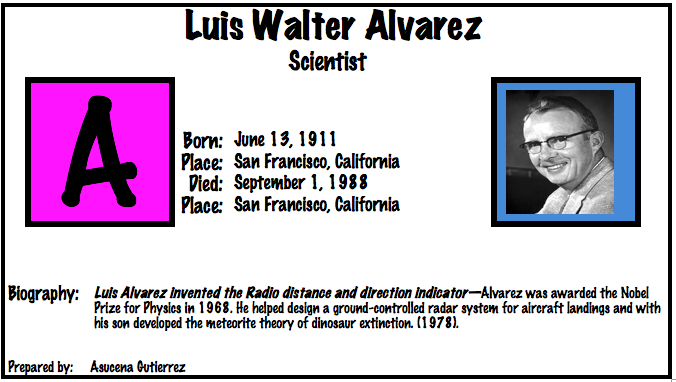 Luis Walter Alvarez
Scientist
A
Born: June 13, 1911
Place: San Francisco, California
Died: September 1, 1988
Place: San Francisco, California
Biography: Luis Alvarez invented the Radio distance and direction indicator—Alvarez was awarded the Nobel
Prize for Physics in 1968. He helped design a ground-controlled radar system for aircraft landings and with
his son developed the meteorite theory of dinosaur extinction. (1978).
Prepared by: Asucena Gutierrez